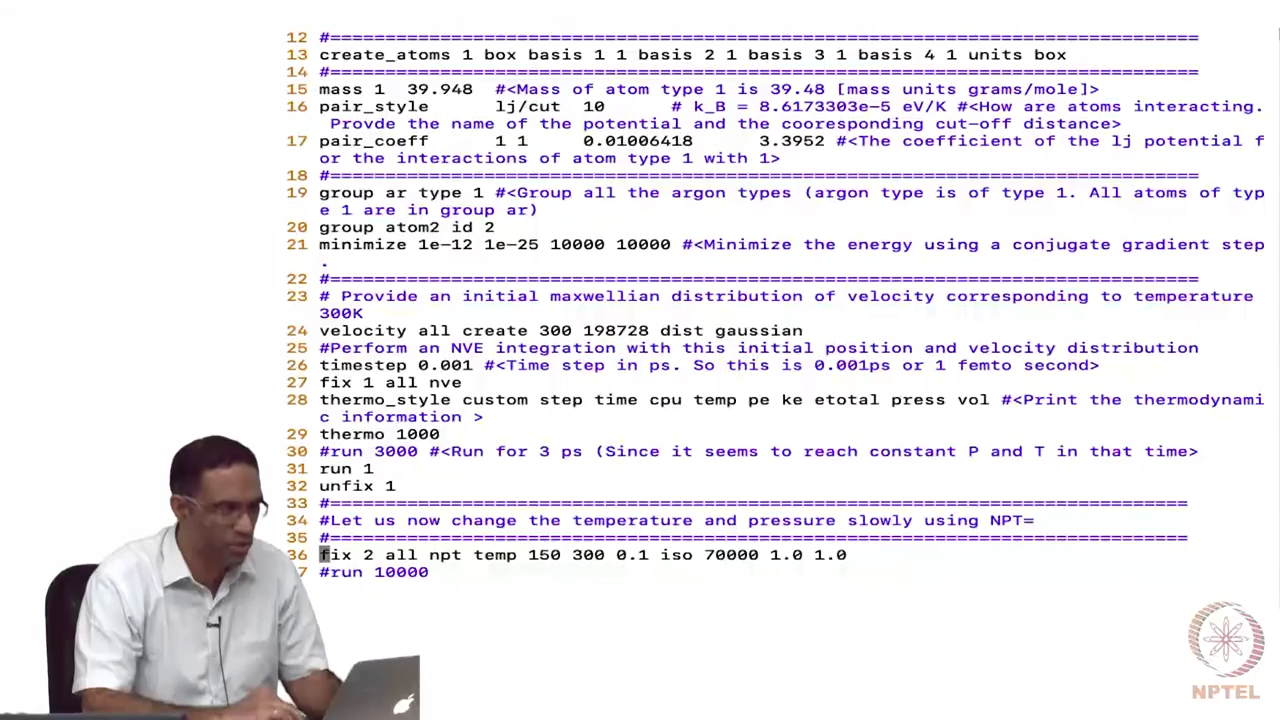 12 #================================================================================
13 create_atoms 1 box basis 1 1 basis 2 1 basis 3 1 basis 4 1 units box
14 #================================================================================
15 mass 1  39.948  #<Mass of atom type 1 is 39.48 [mass units grams/mole]>
16 pair_style      lj/cut  10      # k_B = 8.6173303e-5 eV/K #<How are atoms interacting.
Provde the name of the potential and the cooresponding cut-off distance>
17 pair_coeff      1 1     0.01006418      3.3952 #<The coefficient of the lj potential f
or the interactions of atom type 1 with 1>
18 #================================================================================
19 group ar type 1 #<Group all the argon types (argon type is of type 1. All atoms of typ
e 1 are in group ar)
20 group atom2 id 2
21 minimize 1e-12 1e-25 10000 10000 #<Minimize the energy using a conjugate gradient step
.
22 #================================================================================
23 # Provide an initial maxwellian distribution of velocity corresponding to temperature
300K
24 velocity all create 300 198728 dist gaussian
25 #Perform an NVE integration with this initial position and velocity distribution
26 timestep 0.001 #<Time step in ps. So this is 0.001ps or 1 femto second>
27 fix 1 all nve
28 thermo_style custom step time cpu temp pe ke etotal press vol #<Print the thermodynami
c information >
29 thermo 1000
30 #run 3000 #<Run for 3 ps (Since it seems to reach constant P and T in that time>
31 run 1
32 unfix 1
33 #===============================================================================
34 #Let us now change the temperature and pressure slowly using NPT=
35 #===============================================================================
36 fix 2 all npt temp 150 300 0.1 iso 70000 1.0 1.0
7 #run 10000
NPTEL